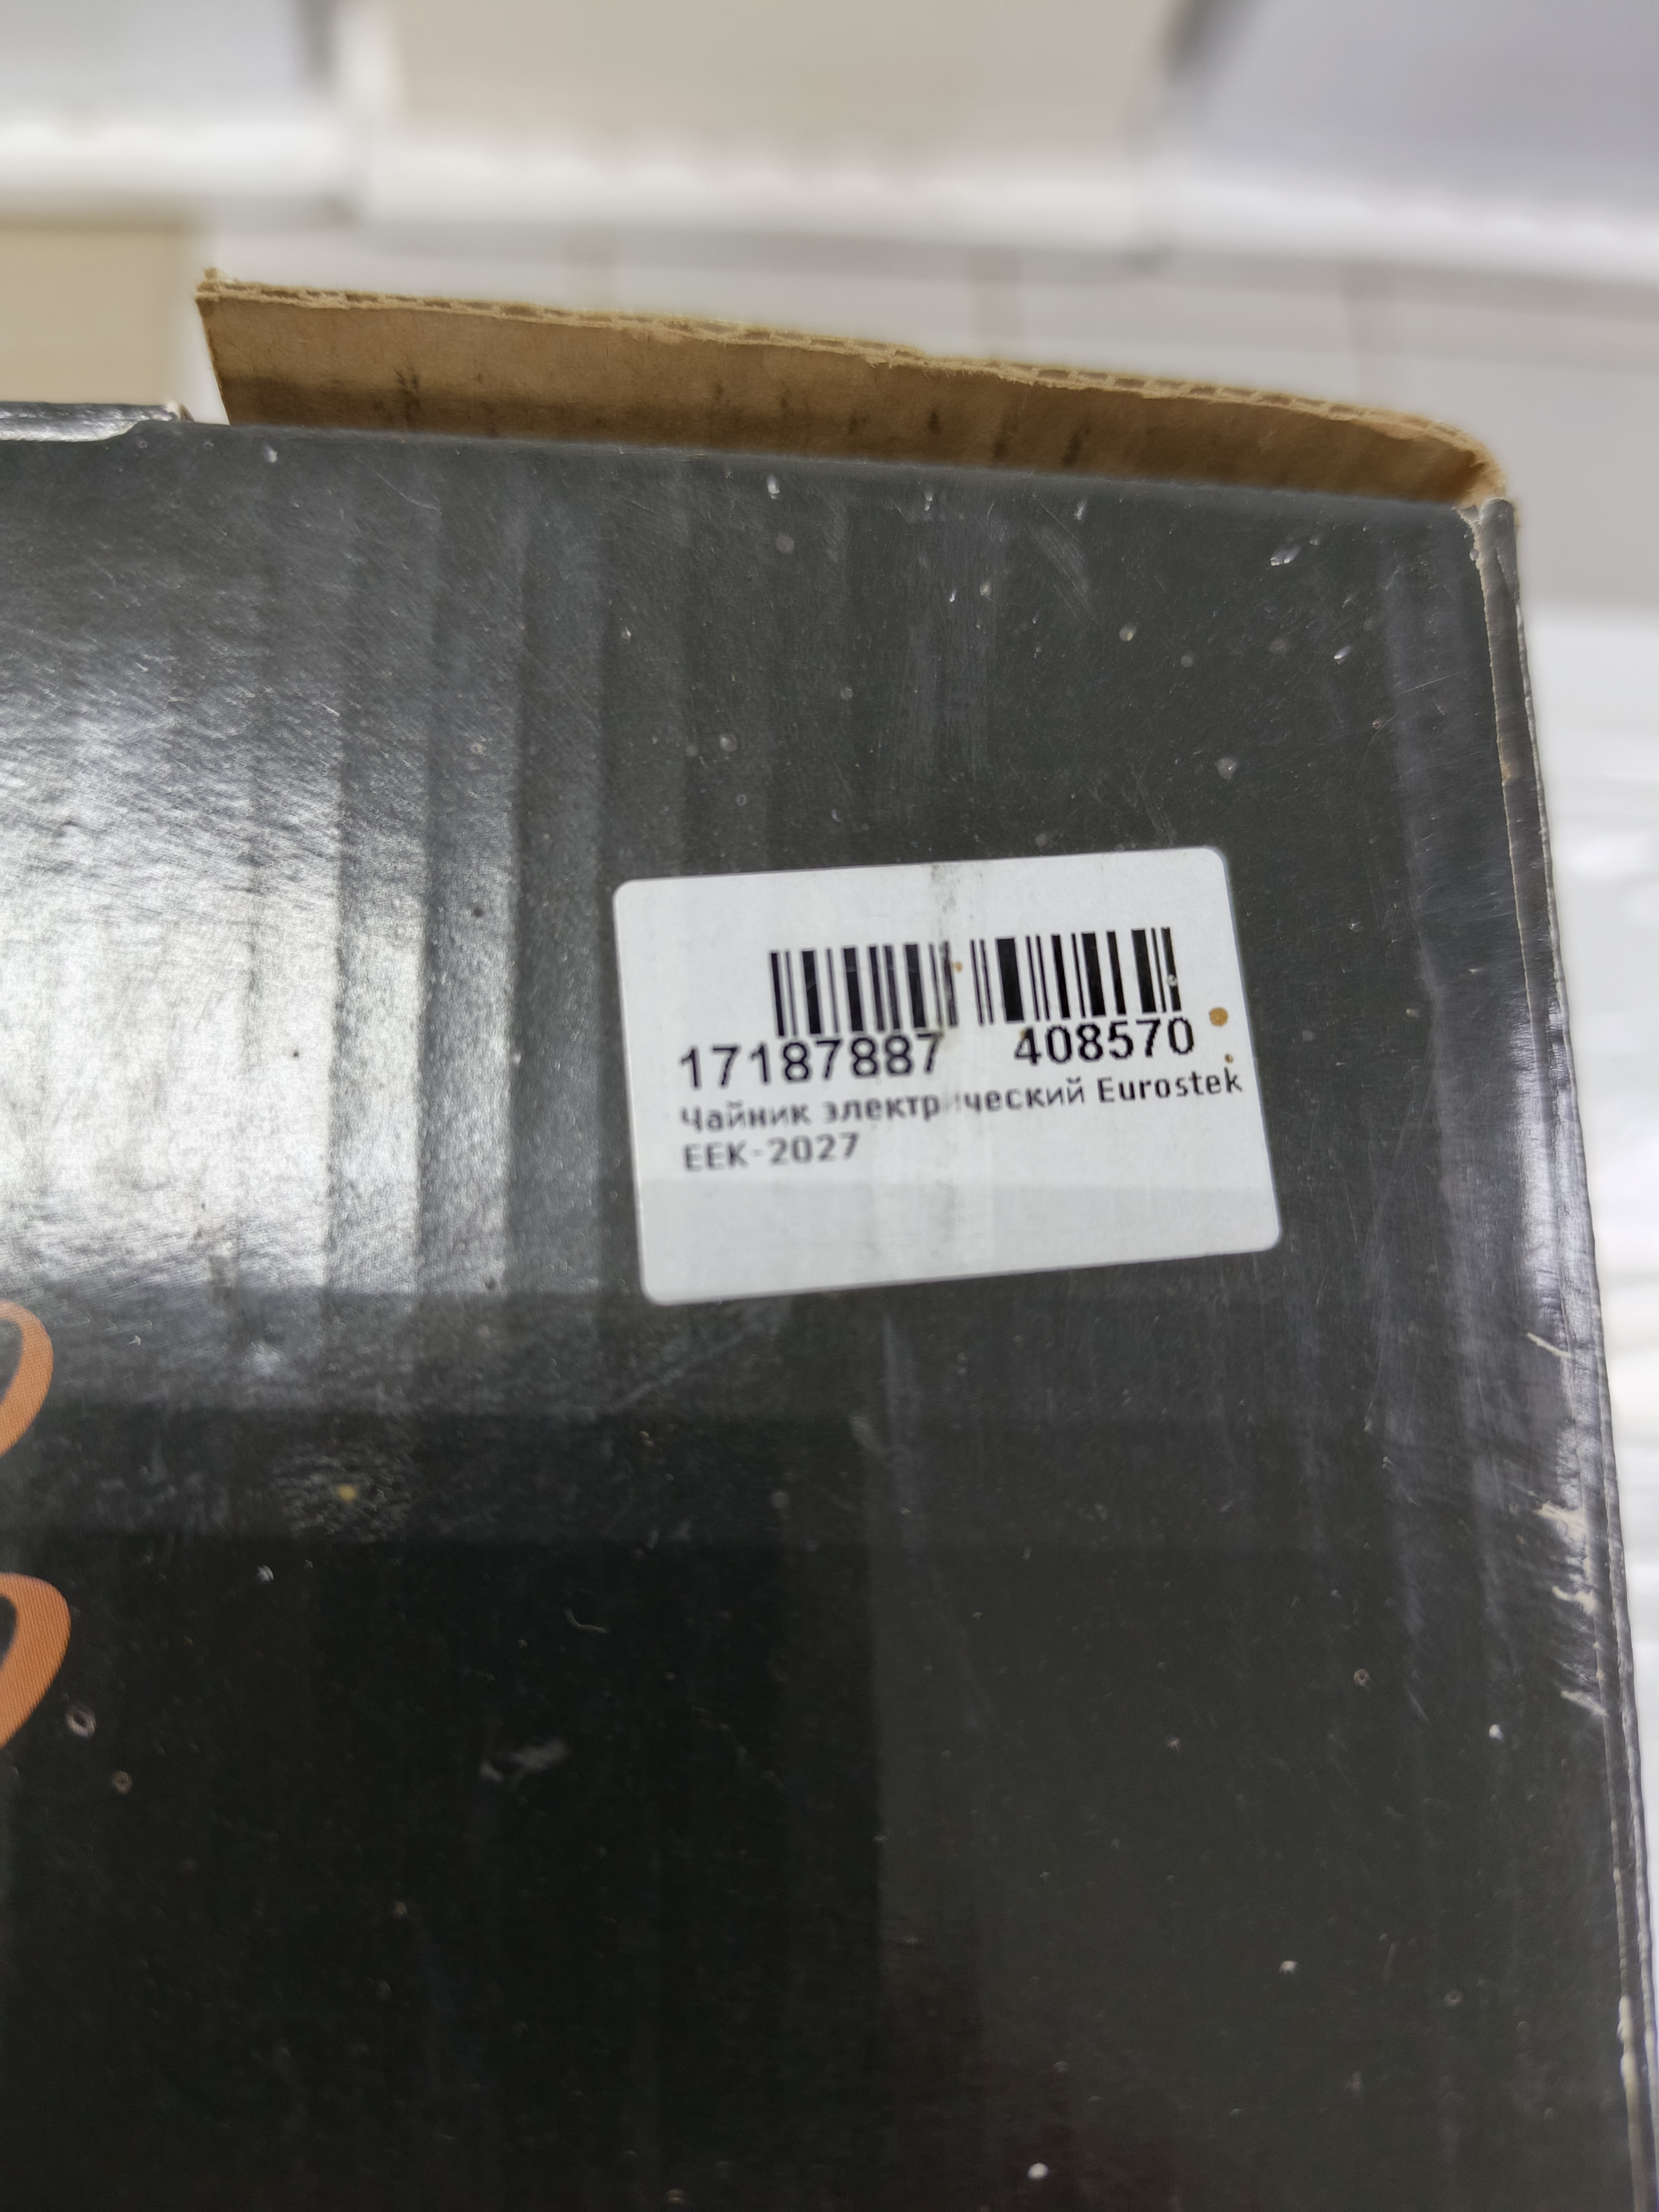 17187887 408570
Чайник электрический Eurostek
EEK-2027